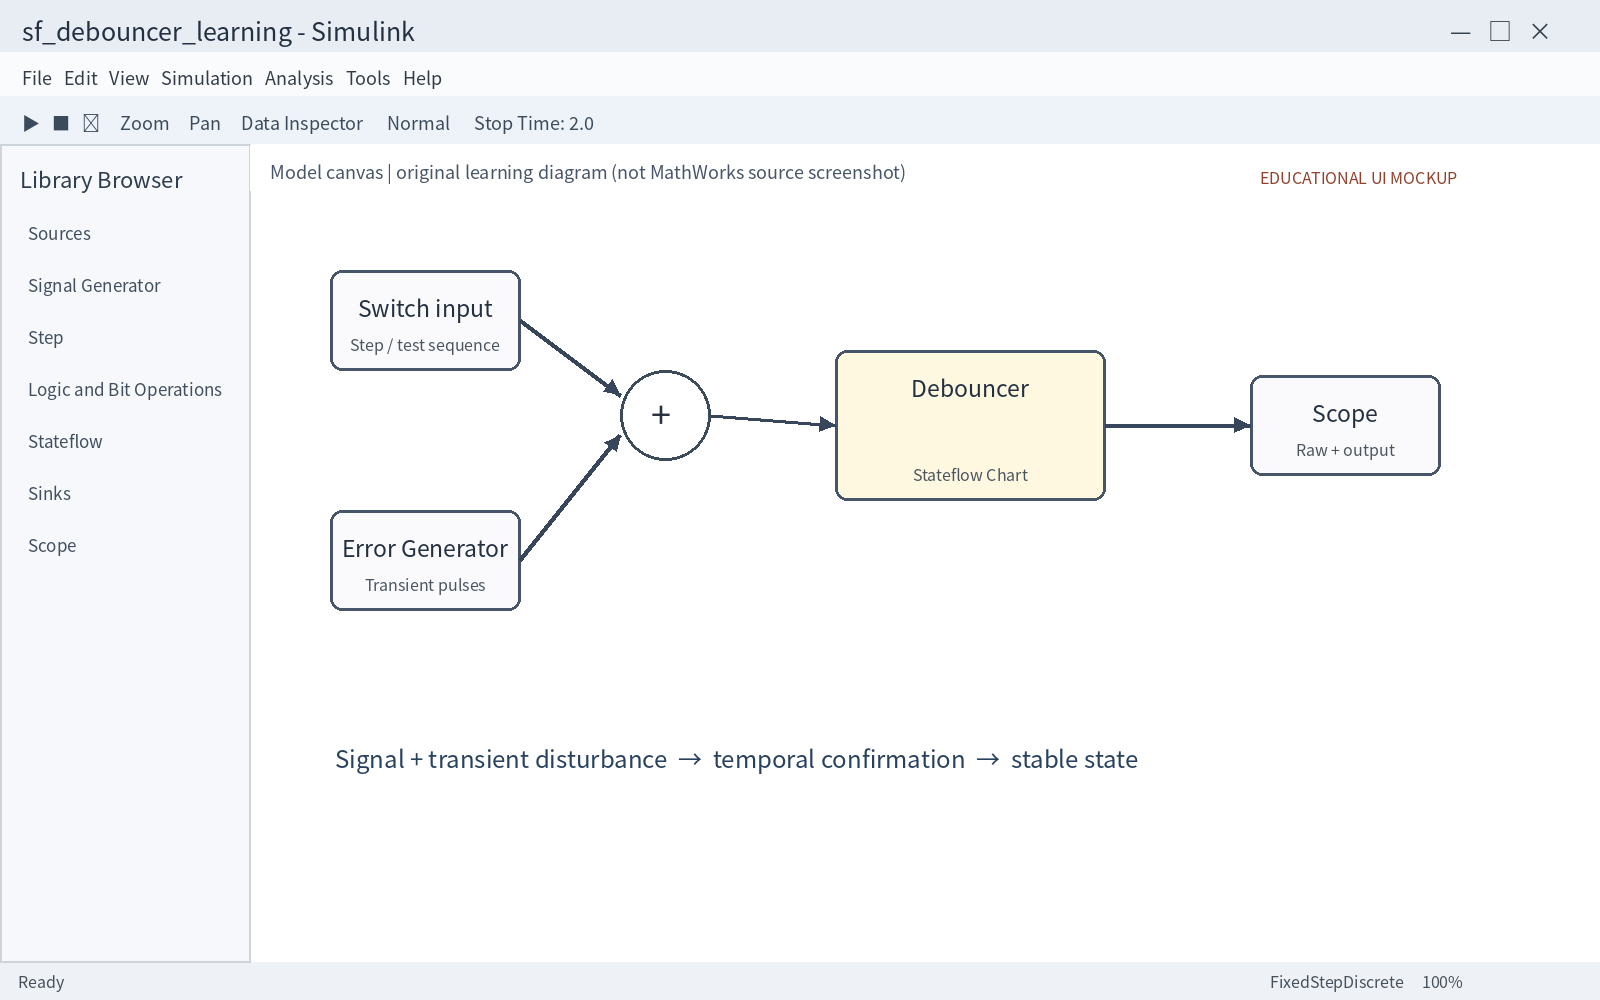 sf_debouncer_learning - Simulink
File Edit View Simulation Analysis Tools Help
Zoom Pan Data Inspector Normal Stop Time: 2.0
Library Browser
Sources
Signal Generator
Step
Logic and Bit Operations
Stateflow
Sinks
Scope
Model canvas | original learning diagram (not MathWorks source screenshot)
EDUCATIONAL UI MOCKUP
Switch input
Step / test sequence
+
Error Generator
Transient pulses
Debouncer
Stateflow Chart
Scope
Raw + output
Signal + transient disturbance → temporal confirmation → stable state
Ready
FixedStepDiscrete 100%